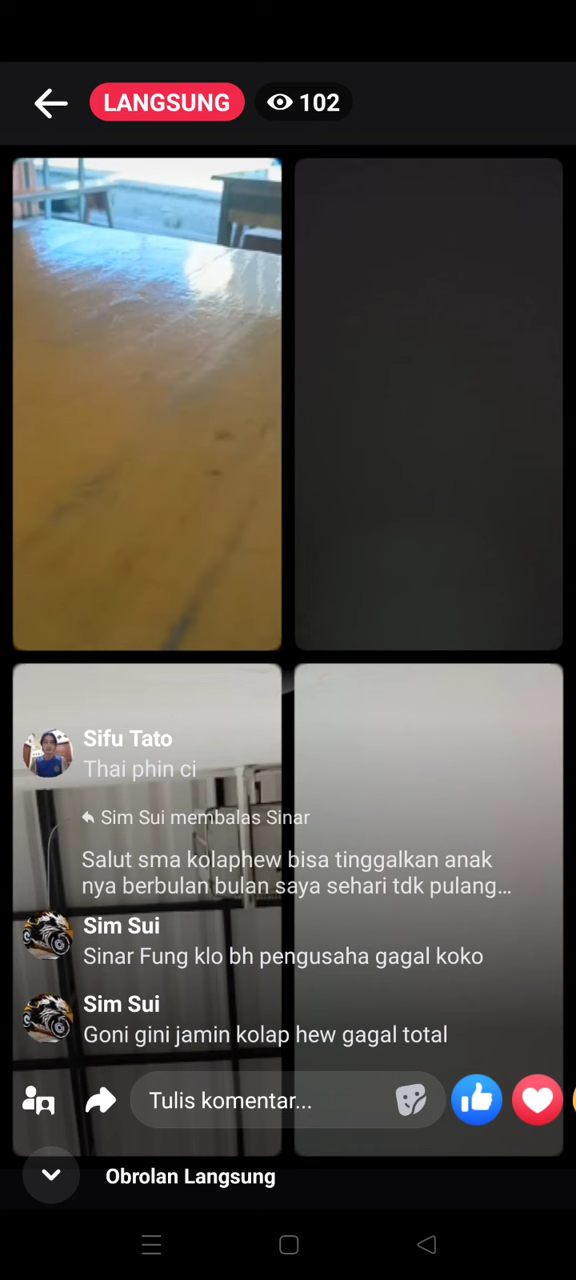 LANGSUNG 102
Sifu Tato
Thai phin ci
Sim Sui membalas Sinar
Salut sma kolaphew bisa tinggalkan anak
nya berbulan bulan saya sehari tdk pulang...
Sim Sui
Sinar Fung klo bh pengusaha gagal koko
Sim Sui
Goni gini jamin kolap hew gagal total
Tulis komentar...
Obrolan Langsung